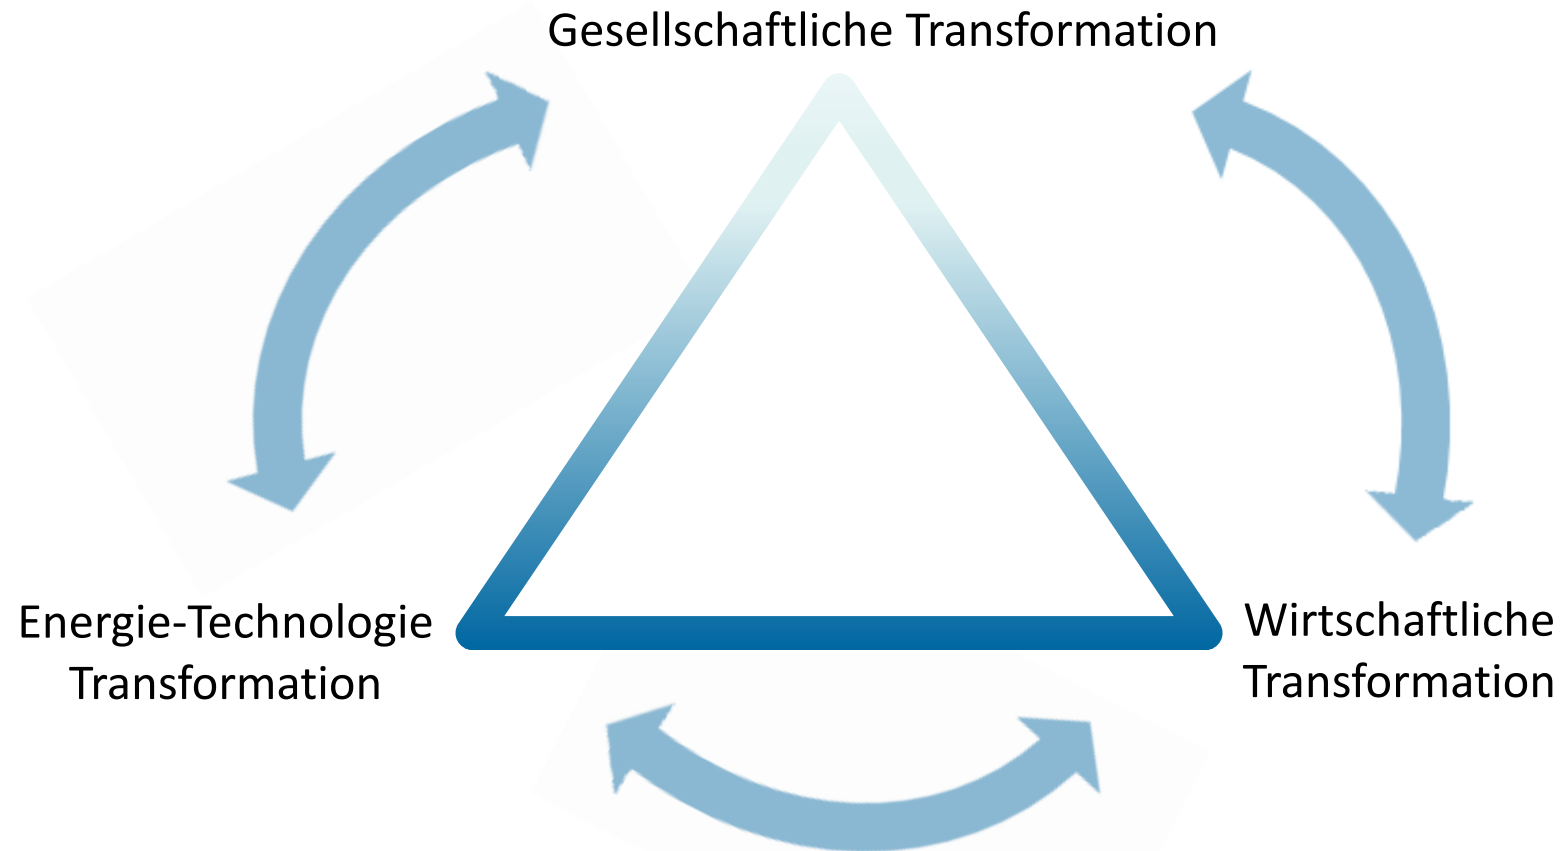 Gesellschaftliche Transformation
Energie-Technologie
Transformation
Wirtschaftliche
Transformation